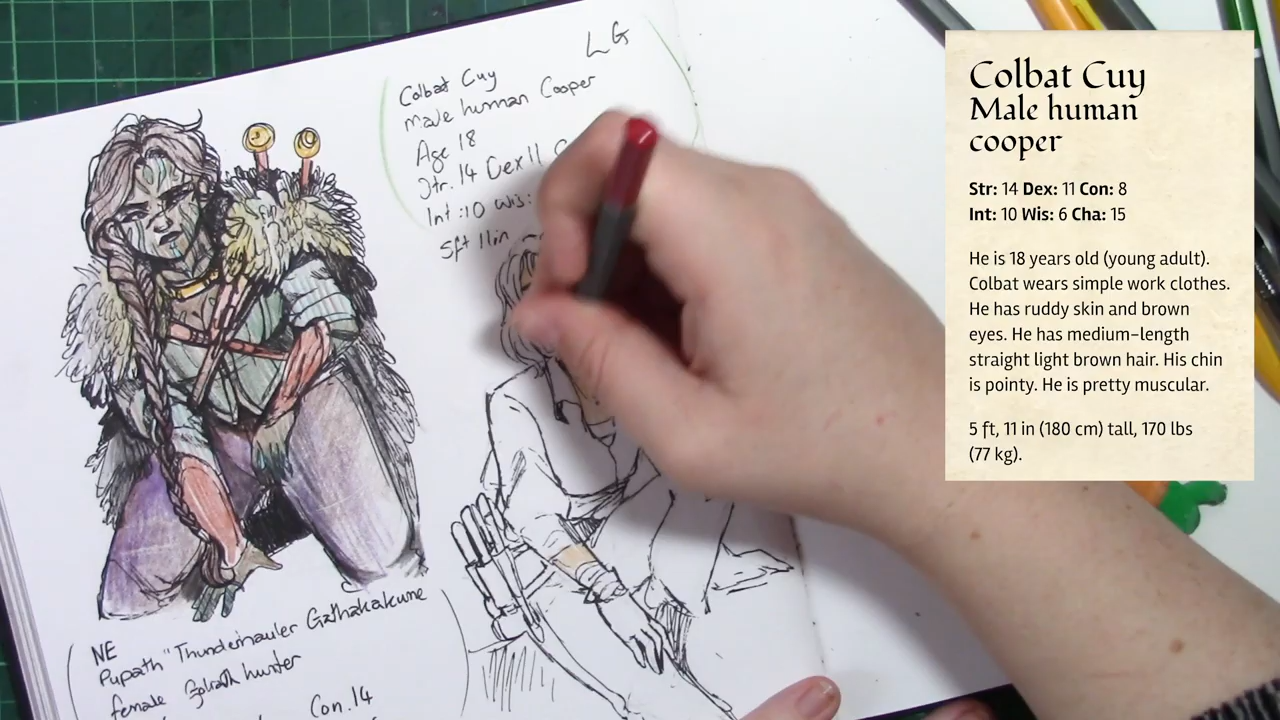 LG
Colbat Cuy
Male human Cooper
Age 18
Str. 14 Dex 11 C
Int :10 Wis:
5ft 11in
NE
Pupath "Thunderhauler Gathakakune
female Goliath hunter
Con. 14
Colbat Cuy
Male human
cooper
Str: 14 Dex: 11 Con: 8
Int: 10 Wis: 6 Cha: 15
He is 18 years old (young adult).
Colbat wears simple work clothes.
He has ruddy skin and brown
eyes. He has medium-length
straight light brown hair. His chin
is pointy. He is pretty muscular.
5 ft, 11 in (180 cm) tall, 170 lbs
(77 kg).